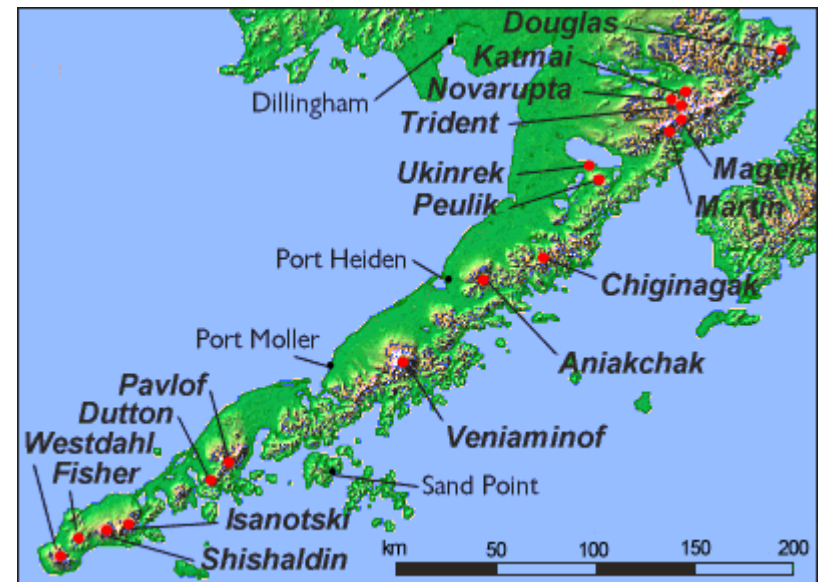 Douglas
Katmai
Novarupta
Dillingham
Trident
Ukinrek
Mageik
Peulik
Martin
Port Heiden
Chiginagak
Port Moller
Aniakchak
Pavlof
Dutton
Veniaminof
Westdahl
Fisher
Sand Point
Isanotski
Shishaldin
km 50 100 150 200